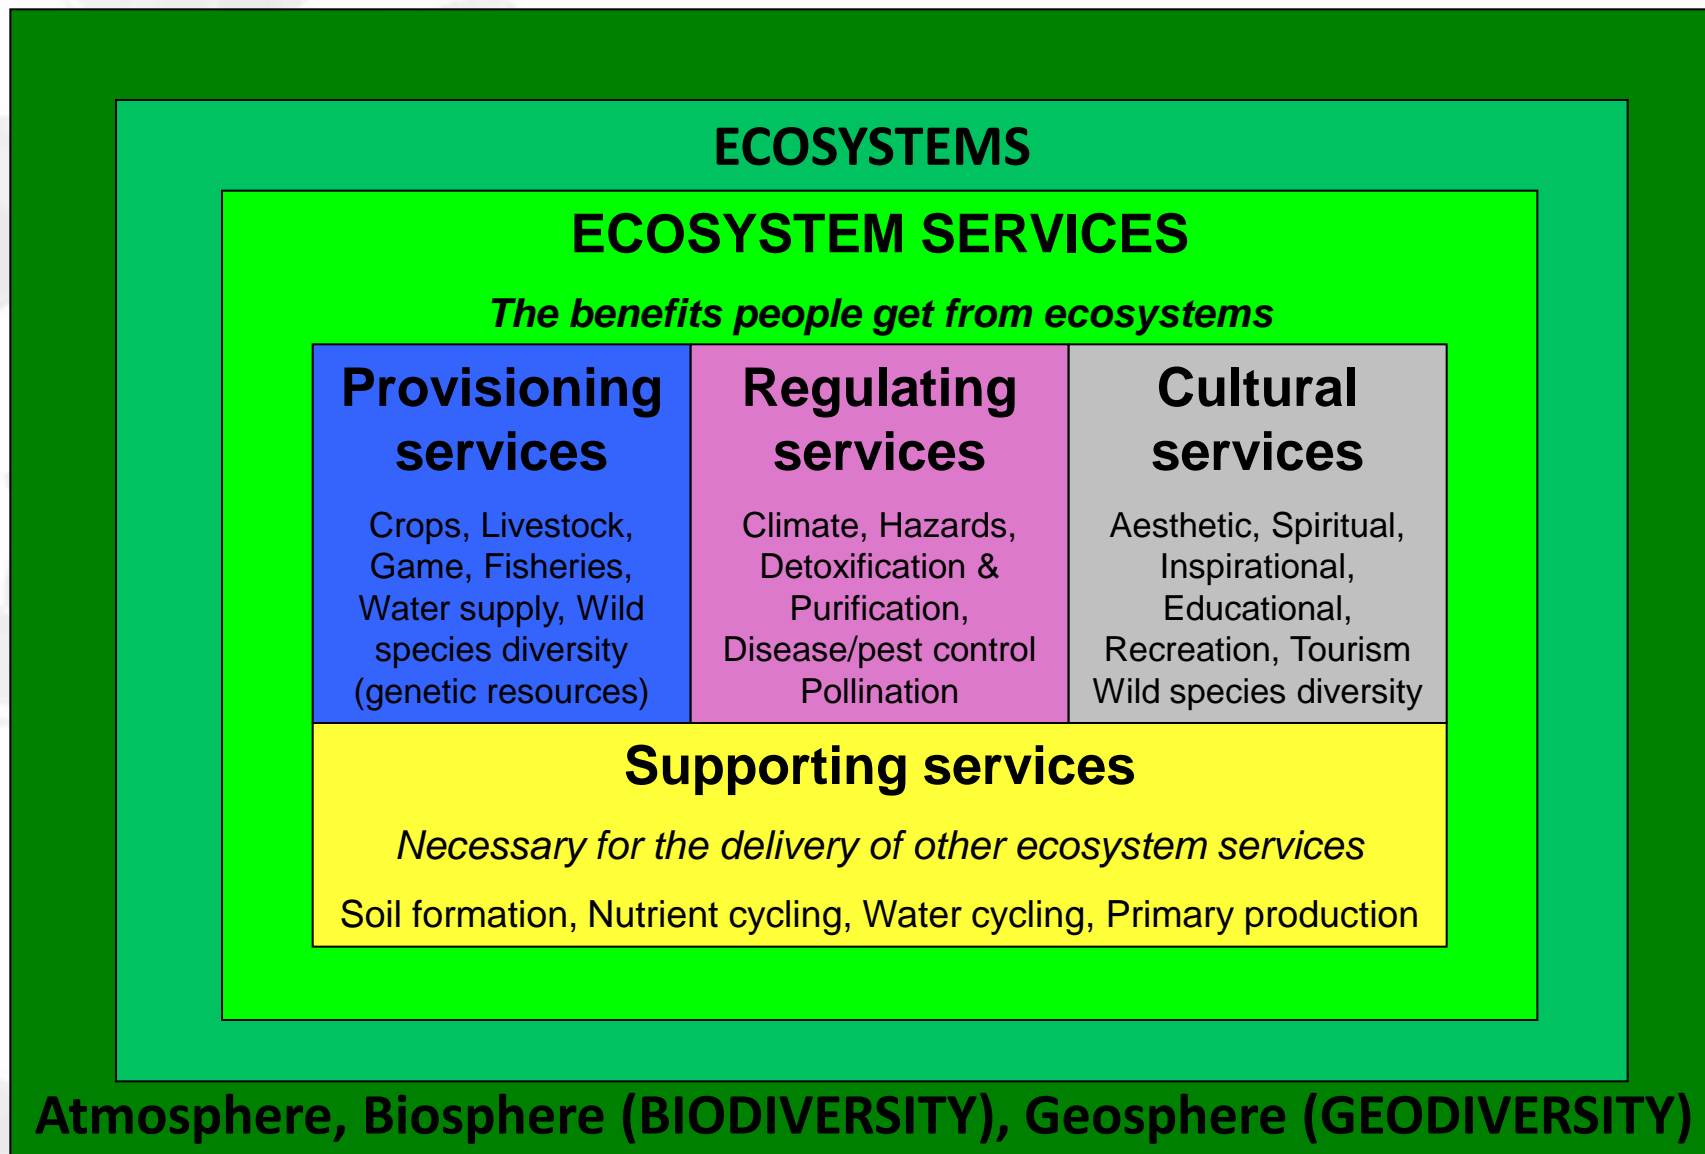 ECOSYSTEMS
ECOSYSTEM SERVICES
The benefits people get from ecosystems
Provisioning
services
Crops, Livestock,
Game, Fisheries,
Water supply, Wild
species diversity
(genetic resources)
Regulating
services
Climate, Hazards,
Detoxification &
Purification,
Disease/pest control
Pollination
Cultural
services
Aesthetic, Spiritual,
Inspirational,
Educational,
Recreation, Tourism
Wild species diversity
Supporting services
Necessary for the delivery of other ecosystem services
Soil formation, Nutrient cycling, Water cycling, Primary production
Atmosphere, Biosphere (BIODIVERSITY), Geosphere (GEODIVERSITY)